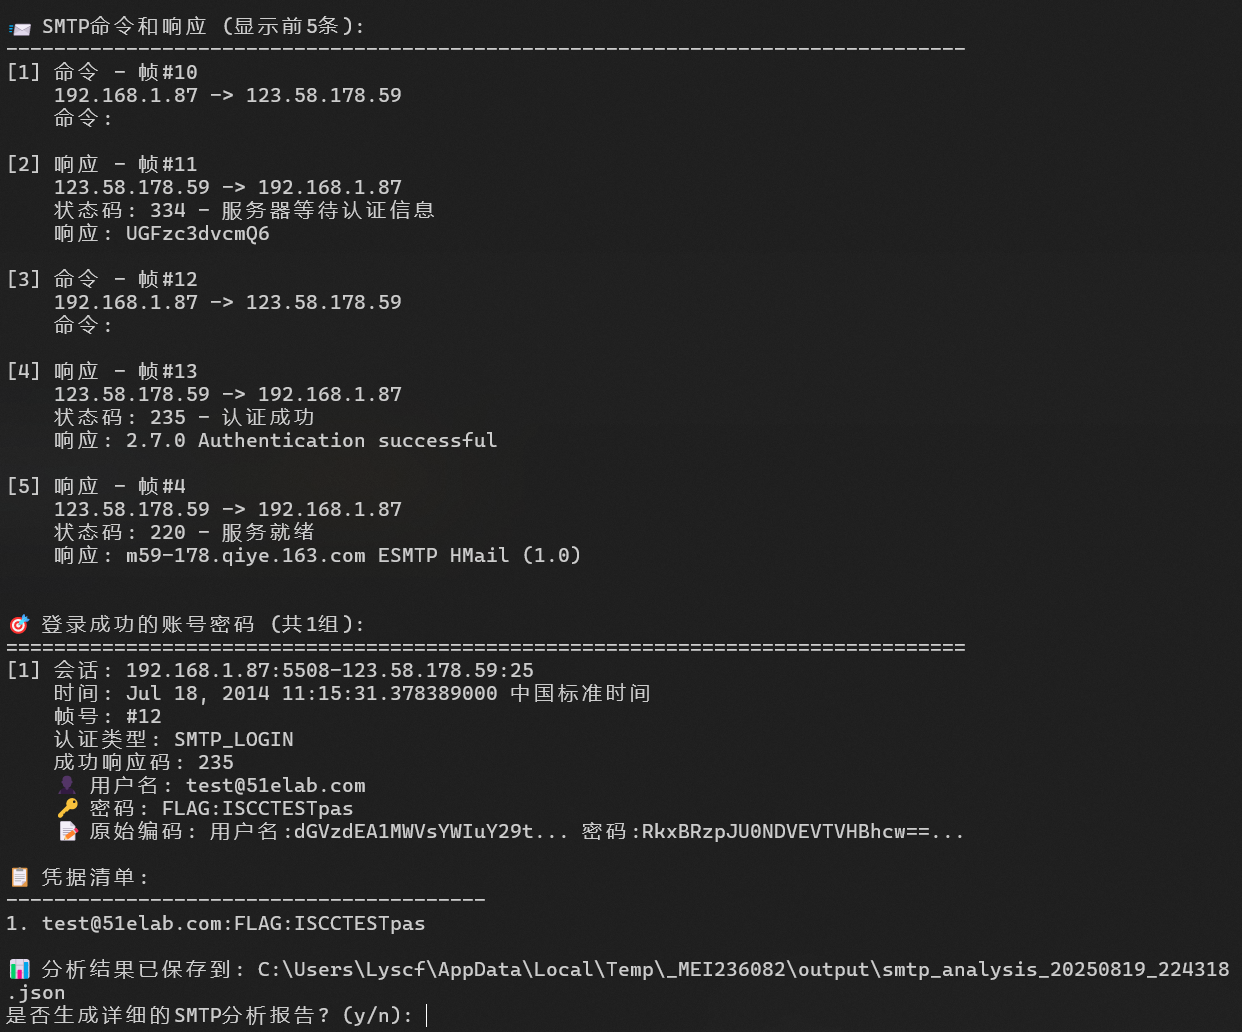 📨 SMTP命令和响应 (显示前5条):
--------------------------------------------------------------------------------
[1] 命令 - 帧#10
192.168.1.87 -> 123.58.178.59
命令:
[2] 响应 - 帧#11
123.58.178.59 -> 192.168.1.87
状态码: 334 - 服务器等待认证信息
响应: UGFzc3dvcmQ6
[3] 命令 - 帧#12
192.168.1.87 -> 123.58.178.59
命令:
[4] 响应 - 帧#13
123.58.178.59 -> 192.168.1.87
状态码: 235 - 认证成功
响应: 2.7.0 Authentication successful
[5] 响应 - 帧#4
123.58.178.59 -> 192.168.1.87
状态码: 220 - 服务就绪
响应: m59-178.qiye.163.com ESMTP HMail (1.0)
🎯 登录成功的账号密码 (共1组):
================================================================================
[1] 会话: 192.168.1.87:5508-123.58.178.59:25
时间: Jul 18, 2014 11:15:31.378389000 中国标准时间
帧号: #12
认证类型: SMTP_LOGIN
成功响应码: 235
👤 用户名: test@51elab.com
🔑 密码: FLAG:ISCCTESTpas
📝 原始编码: 用户名:dGVzdEA1MWVsYWIuY29t... 密码:RkxBRzpJU0NDVEVTVHBhcw==...
📋 凭据清单:
----------------------------------------
1. test@51elab.com:FLAG:ISCCTESTpas
📊 分析结果已保存到: C:\Users\Lyscf\AppData\Local\Temp\_MEI236082\output\smtp_analysis_20250819_224318
.json
是否生成详细的SMTP分析报告? (y/n):